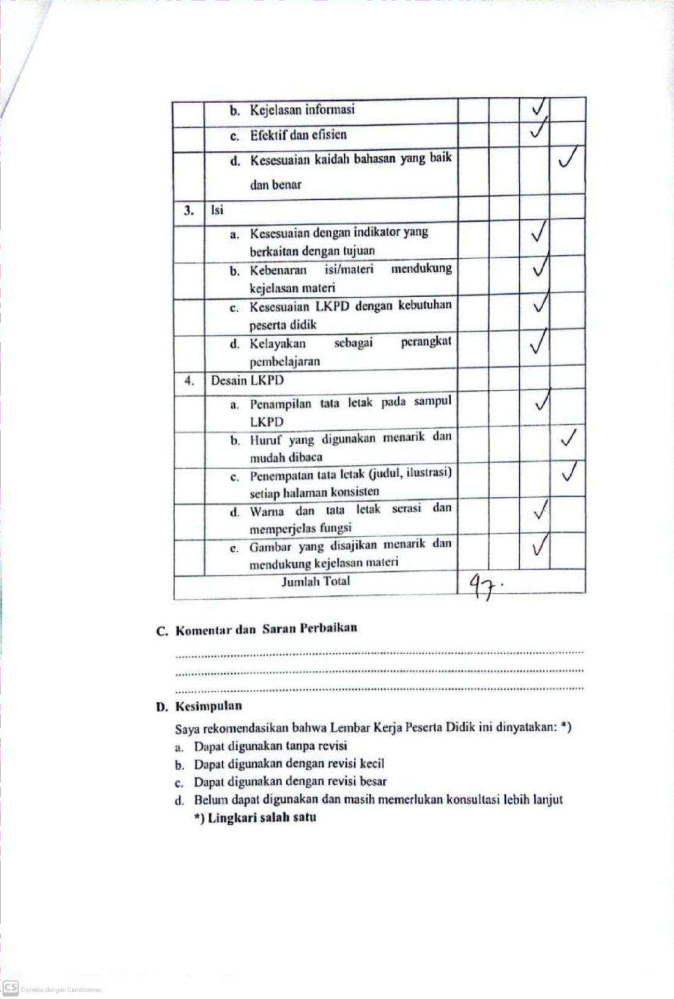 b. Kejelasan informasi ✓
c. Efektif dan efisien ✓
d. Kesesuaian kaidah bahasan yang baik ✓
dan benar
3. Isi
a. Kesesuaian dengan indikator yang ✓
berkaitan dengan tujuan
b. Kebenaran isi/materi mendukung ✓
kejelasan materi
c. Kesesuaian LKPD dengan kebutuhan ✓
peserta didik
d. Kelayakan sebagai perangkat ✓
pembelajaran
4. Desain LKPD
a. Penampilan tata letak pada sampul ✓
LKPD
b. Huruf yang digunakan menarik dan ✓
mudah dibaca
c. Penempatan tata letak (judul, ilustrasi) ✓
setiap halaman konsisten
d. Warna dan tata letak serasi dan ✓
memperjelas fungsi
e. Gambar yang disajikan menarik dan ✓
mendukung kejelasan materi
Jumlah Total 47.
C. Komentar dan Saran Perbaikan
D. Kesimpulan
Saya rekomendasikan bahwa Lembar Kerja Peserta Didik ini dinyatakan: *)
a. Dapat digunakan tanpa revisi
b. Dapat digunakan dengan revisi kecil
c. Dapat digunakan dengan revisi besar
d. Belum dapat digunakan dan masih memerlukan konsultasi lebih lanjut
*) Lingkari salah satu
CS Dipindai dengan CamScanner